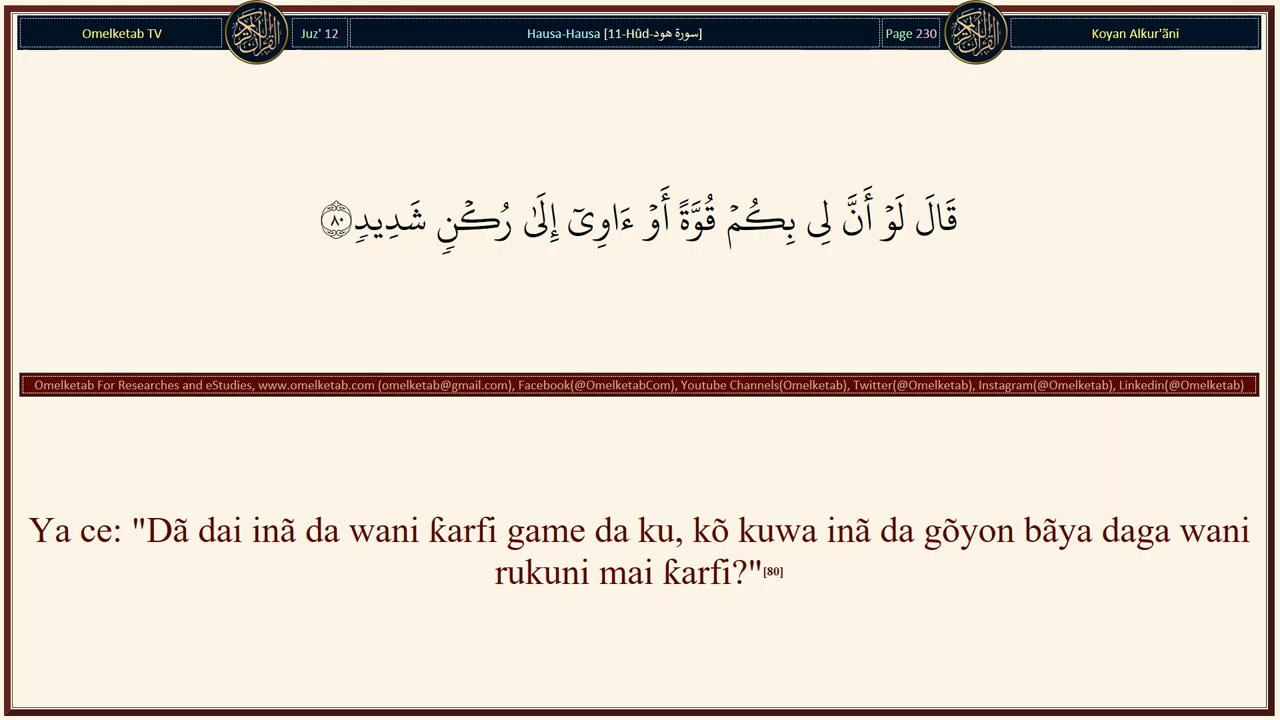 Omelketab TV
Juz' 12
Hausa-Hausa [11-Hûd-سورة هود]
Page 230
Koyan Alƙur'ãni
قَالَ لَوۡ أَنَّ لِي بِكُمۡ قُوَّةً أَوۡ ءَاوِيٓ إِلَىٰ رُكۡنٖ شَدِيدٖ ٨٠
Omelketab For Researches and eStudies, www.omelketab.com (omelketab@gmail.com), Facebook(@OmelketabCom), Youtube Channels(Omelketab), Twitter(@Omelketab), Instagram(@Omelketab), Linkedin(@Omelketab)
Ya ce: "Dã dai inã da wani ƙarfi game da ku, kõ kuwa inã da gõyon bãya daga wani
rukuni mai ƙarfi?"[80]